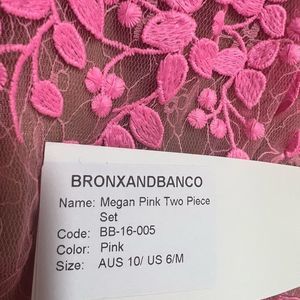 BRONXANDBANCO
Name: Megan Pink Two Piece
Set
Code: BB-16-005
Color: Pink
Size: AUS 10/ US 6/M